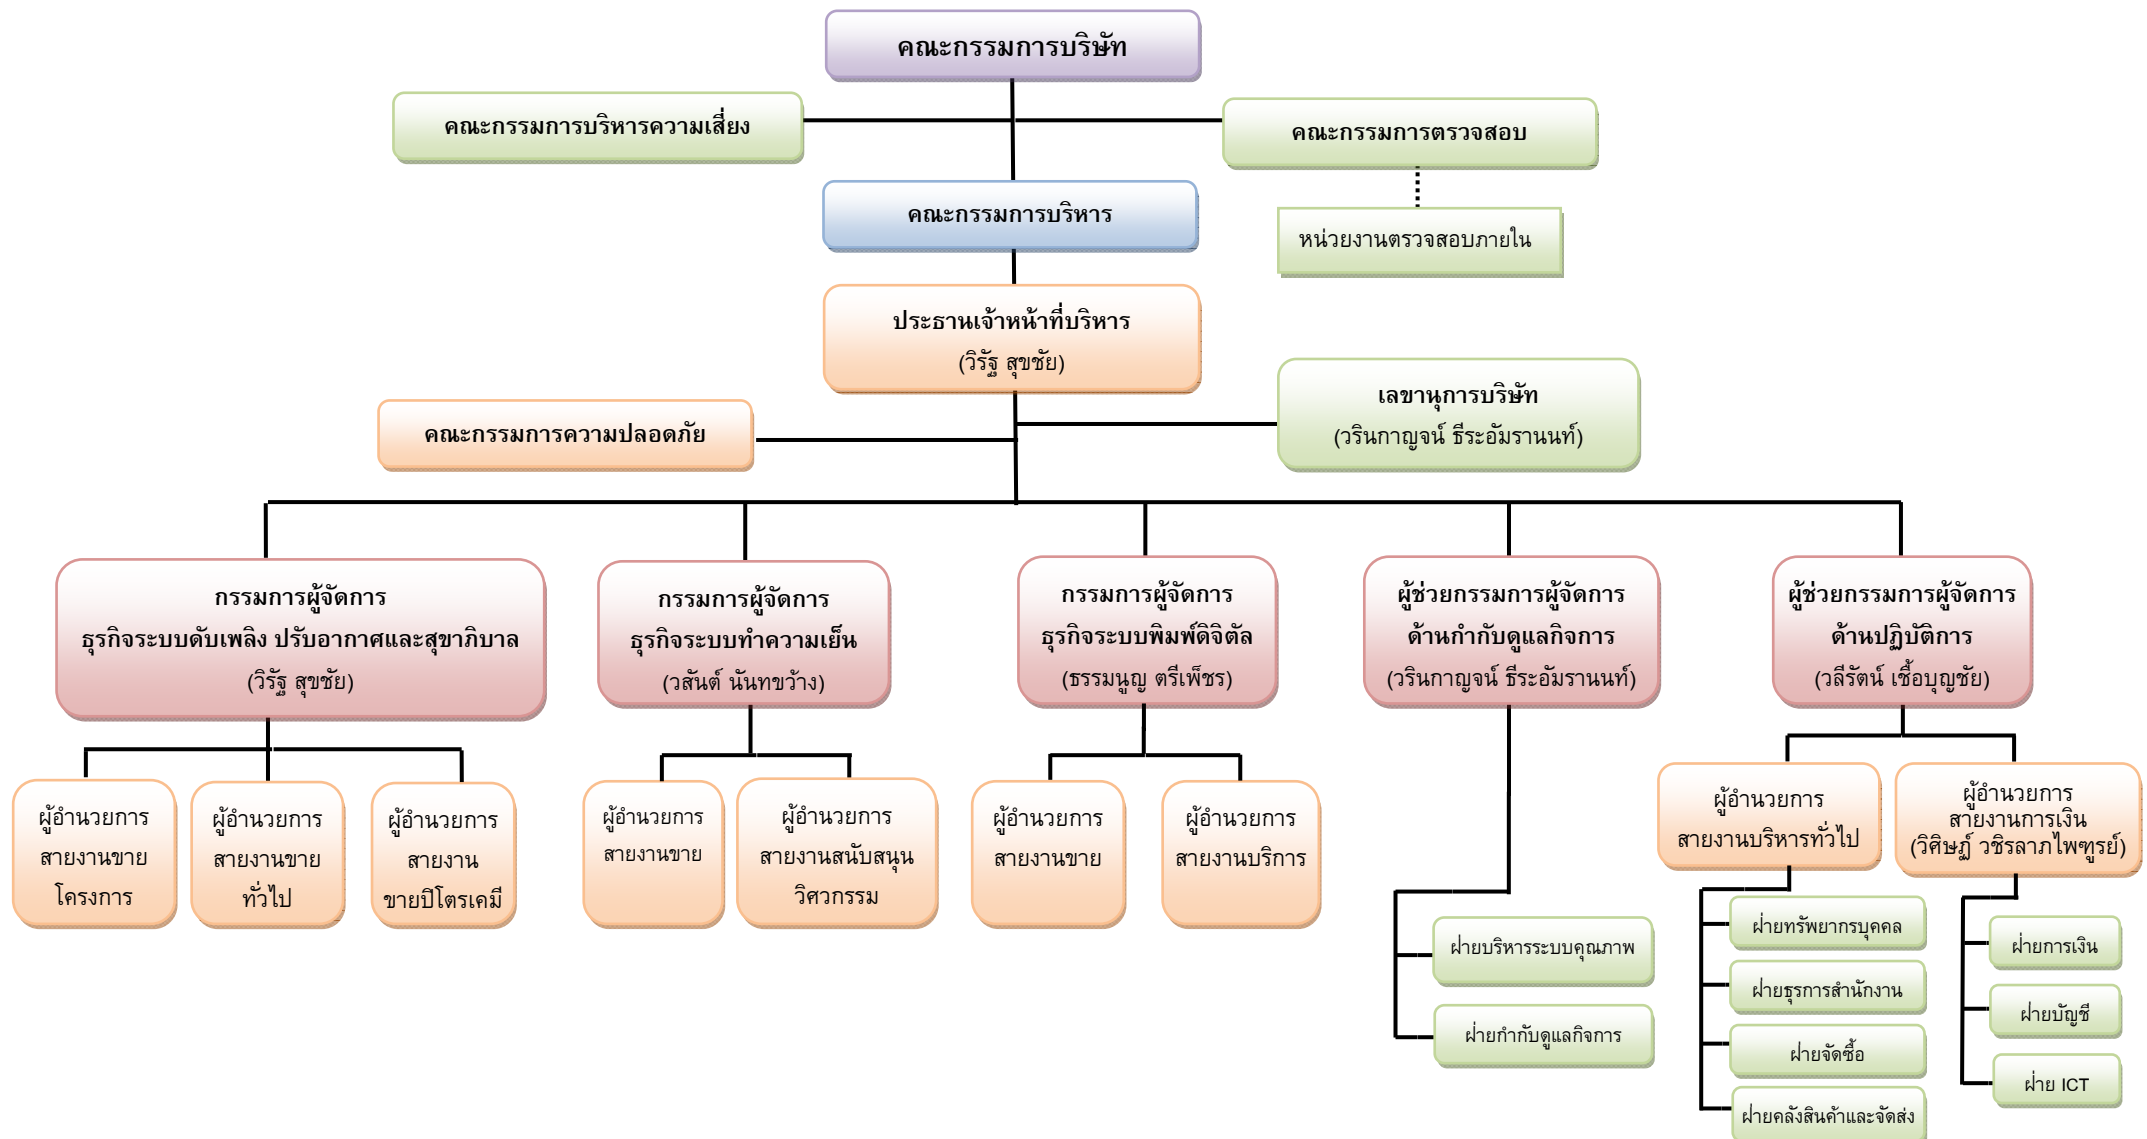 คณะกรรมการบริษัท
คณะกรรมการบริหารความเสี่ยง
คณะกรรมการตรวจสอบ
คณะกรรมการบริหาร
หน่วยงานตรวจสอบภายใน
ประธานเจ้าหน้าที่บริหาร
(วิรัฐ สุขชัย)
คณะกรรมการความปลอดภัย
เลขานุการบริษัท
(วรินกาญจน์ ธีระอัมรานนท์)
กรรมการผู้จัดการ
ธุรกิจระบบดับเพลิง ปรับอากาศและสุขาภิบาล
(วิรัฐ สุขชัย)
กรรมการผู้จัดการ
ธุรกิจระบบทำความเย็น
(วสันต์ นันทขว้าง)
กรรมการผู้จัดการ
ธุรกิจระบบพิมพ์ดิจิตัล
(ธรรมนูญ ตรีเพ็ชร)
ผู้ช่วยกรรมการผู้จัดการ
ด้านกำกับดูแลกิจการ
(วรินกาญจน์ ธีระอัมรานนท์)
ผู้ช่วยกรรมการผู้จัดการ
ด้านปฏิบัติการ
(วลีรัตน์ เชื้อบุญชัย)
ผู้อำนวยการ
สายงานขาย
โครงการ
ผู้อำนวยการ
สายงานขาย
ทั่วไป
ผู้อำนวยการ
สายงาน
ขายปิโตรเคมี
ผู้อำนวยการ
สายงานขาย
ผู้อำนวยการ
สายงานสนับสนุน
วิศวกรรม
ผู้อำนวยการ
สายงานขาย
ผู้อำนวยการ
สายงานบริการ
ฝ่ายบริหารระบบคุณภาพ
ฝ่ายกำกับดูแลกิจการ
ผู้อำนวยการ
สายงานบริหารทั่วไป
ฝ่ายทรัพยากรบุคคล
ฝ่ายธุรการสำนักงาน
ฝ่ายจัดซื้อ
ฝ่ายคลังสินค้าและจัดส่ง
ผู้อำนวยการ
สายงานการเงิน
(วิศิษฏ์ วชิรลาภไพฑูรย์)
ฝ่ายการเงิน
ฝ่ายบัญชี
ฝ่าย ICT